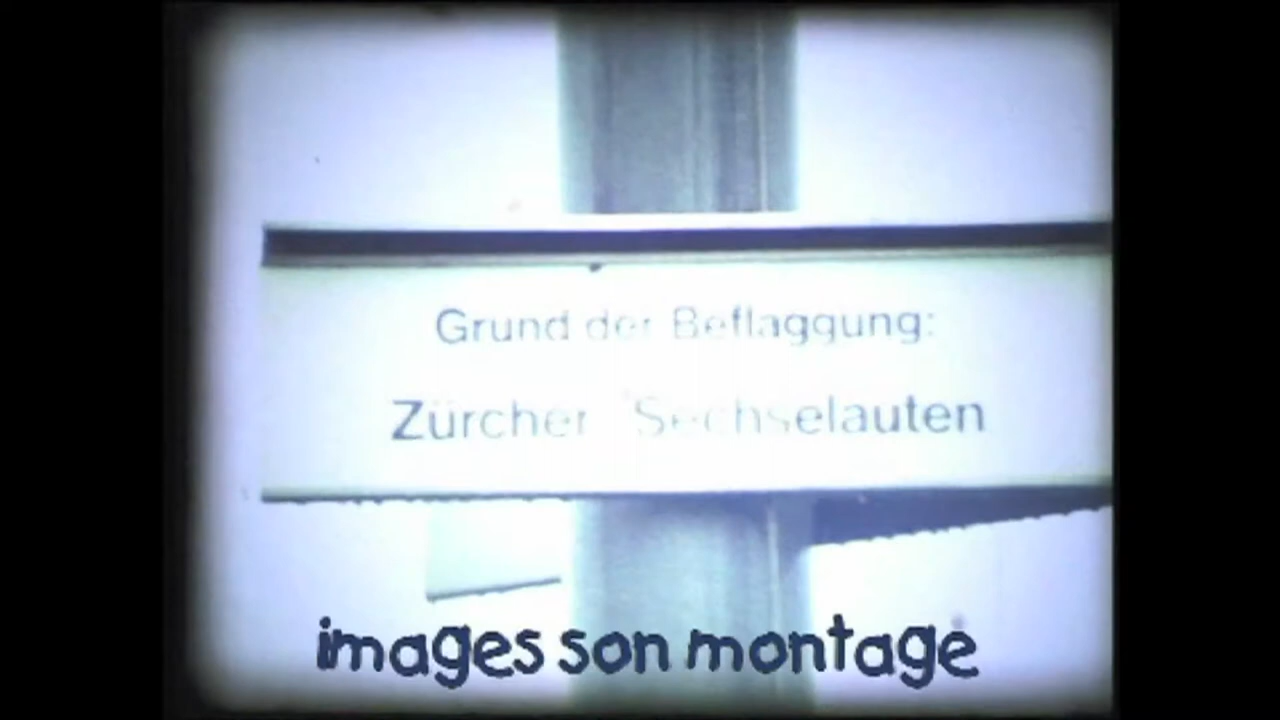 Grund der Beflaggung:
Zürcher Sechselauten
images son montage